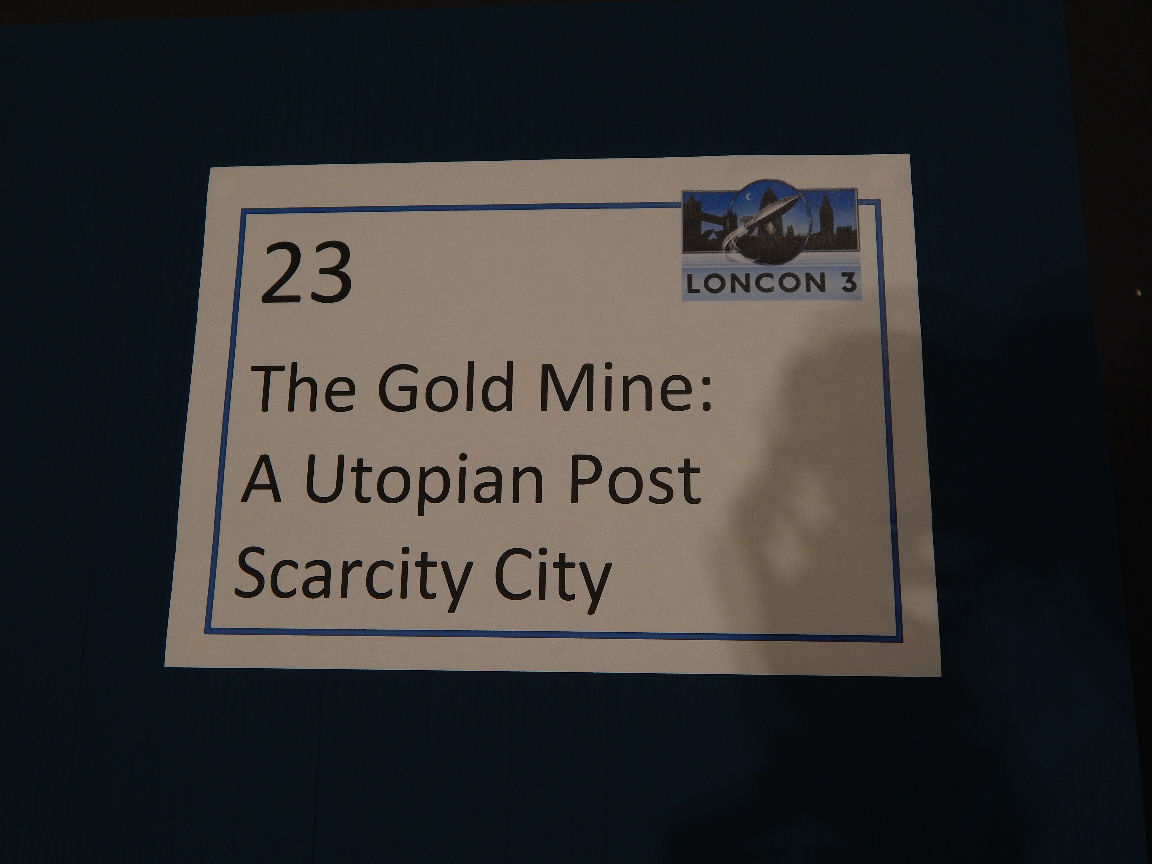 23
LONCON 3
The Gold Mine:
A Utopian Post
Scarcity City